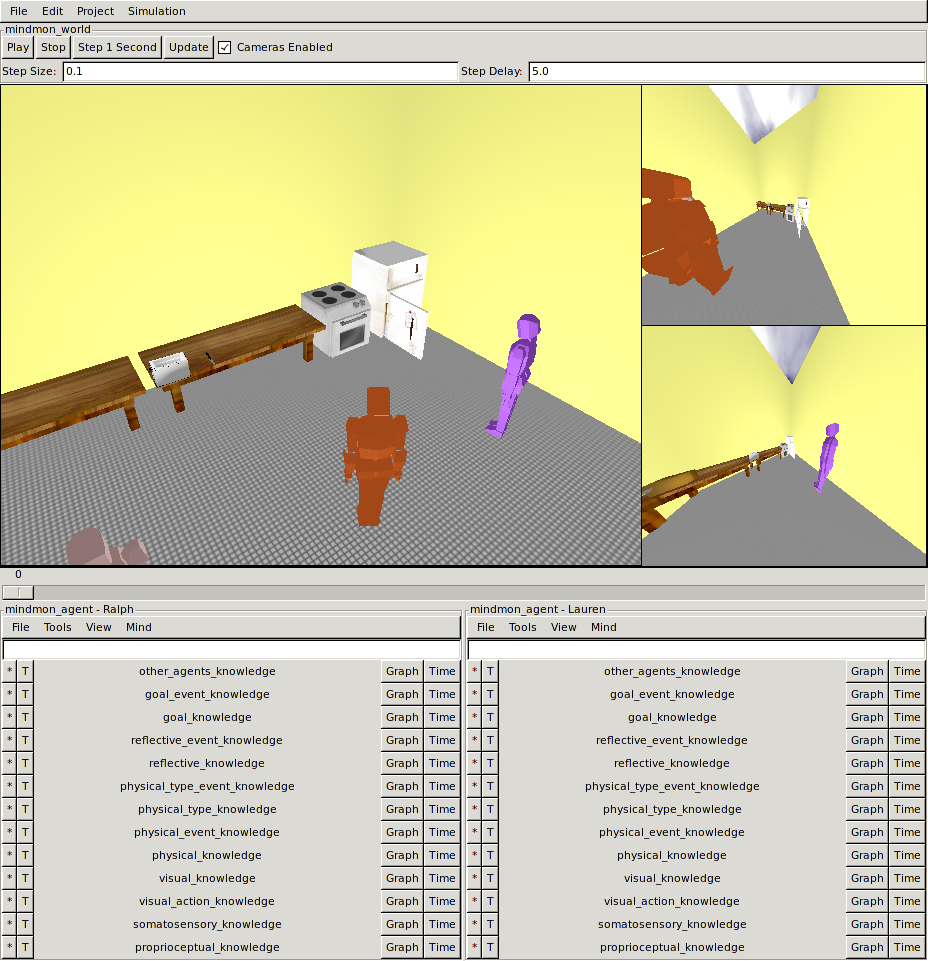 File Edit Project Simulation
mindmon_world
Play Stop Step 1 Second Update Cameras Enabled
Step Size: 0.1 Step Delay: 5.0
0
mindmon_agent - Ralph mindmon_agent - Lauren
File Tools View Mind File Tools View Mind
* T other_agents_knowledge Graph Time * T other_agents_knowledge Graph Time
* T goal_event_knowledge Graph Time * T goal_event_knowledge Graph Time
* T goal_knowledge Graph Time * T goal_knowledge Graph Time
* T reflective_event_knowledge Graph Time * T reflective_event_knowledge Graph Time
* T reflective_knowledge Graph Time * T reflective_knowledge Graph Time
* T physical_type_event_knowledge Graph Time * T physical_type_event_knowledge Graph Time
* T physical_type_knowledge Graph Time * T physical_type_knowledge Graph Time
* T physical_event_knowledge Graph Time * T physical_event_knowledge Graph Time
* T physical_knowledge Graph Time * T physical_knowledge Graph Time
* T visual_knowledge Graph Time * T visual_knowledge Graph Time
* T visual_action_knowledge Graph Time * T visual_action_knowledge Graph Time
* T somatosensory_knowledge Graph Time * T somatosensory_knowledge Graph Time
* T proprioceptual_knowledge Graph Time * T proprioceptual_knowledge Graph Time